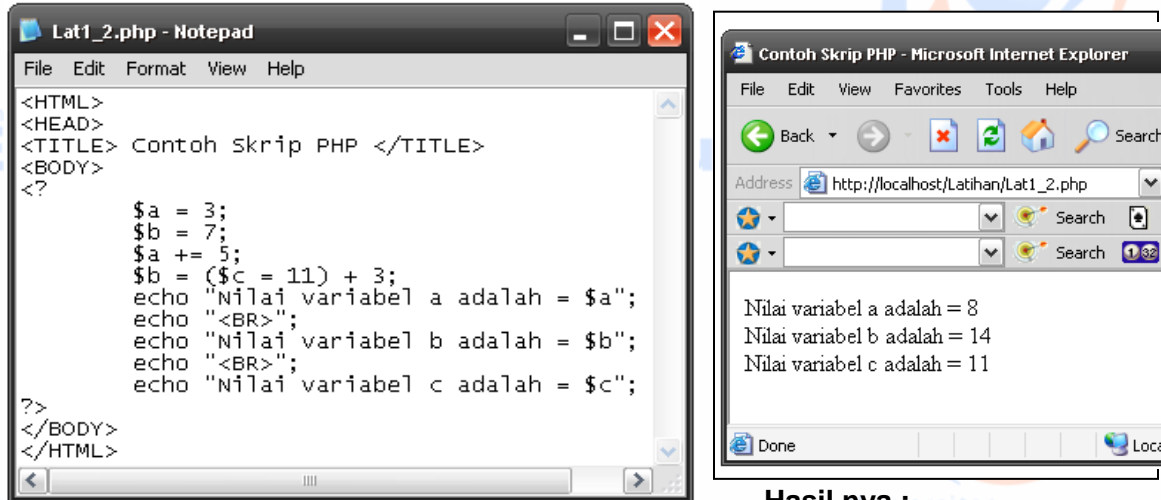 Lat1_2.php - Notepad
File Edit Format View Help
<HTML>
<HEAD>
<TITLE> Contoh Skrip PHP </TITLE>
<BODY>
<?
$a = 3;
$b = 7;
$a += 5;
$b = ($c = 11) + 3;
echo "Nilai variabel a adalah = $a";
echo "<BR>";
echo "Nilai variabel b adalah = $b";
echo "<BR>";
echo "Nilai variabel c adalah = $c";
?>
</BODY>
</HTML>
Contoh Skrip PHP - Microsoft Internet Explorer
File Edit View Favorites Tools Help
Back Search
Address http://localhost/Latihan/Lat1_2.php
Search
Search 1 32
Nilai variabel a adalah = 8
Nilai variabel b adalah = 14
Nilai variabel c adalah = 11
Done Loca
Hasil nya :